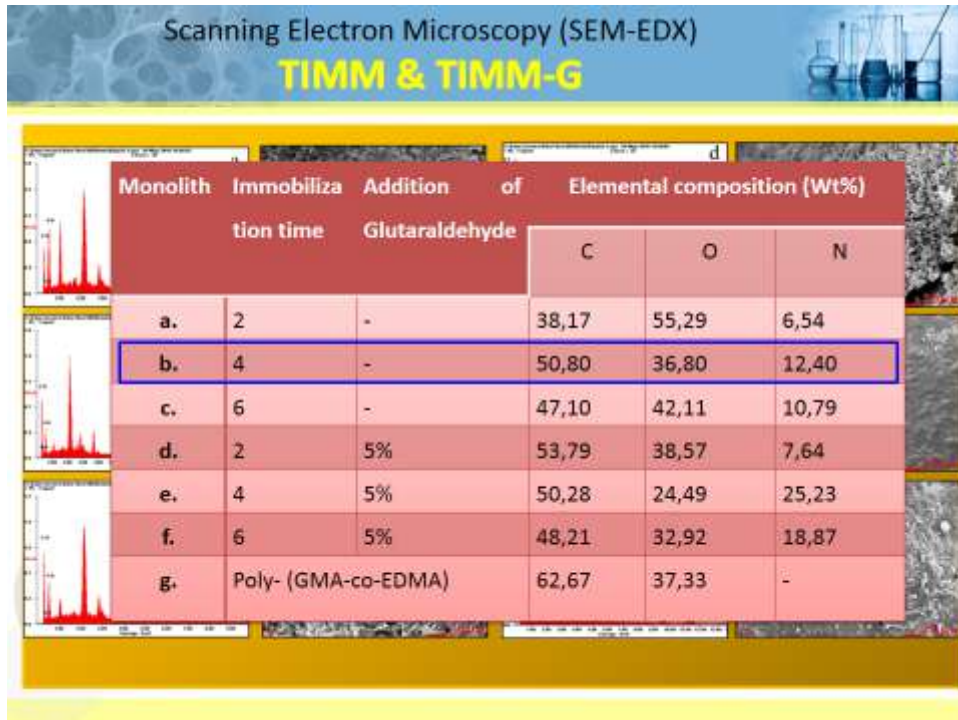 Scanning Electron Microscopy (SEM-EDX)
TIMM & TIMM-G
d
Monolith Immobiliza Addition of Elemental composition (Wt%)
tion time Glutaraldehyde
C O N
a. 2 - 38,17 55,29 6,54
b. 4 - 50,80 36,80 12,40
c. 6 - 47,10 42,11 10,79
d. 2 5% 53,79 38,57 7,64
e. 4 5% 50,28 24,49 25,23
f. 6 5% 48,21 32,92 18,87
g. Poly- (GMA-co-EDMA) 62,67 37,33 -